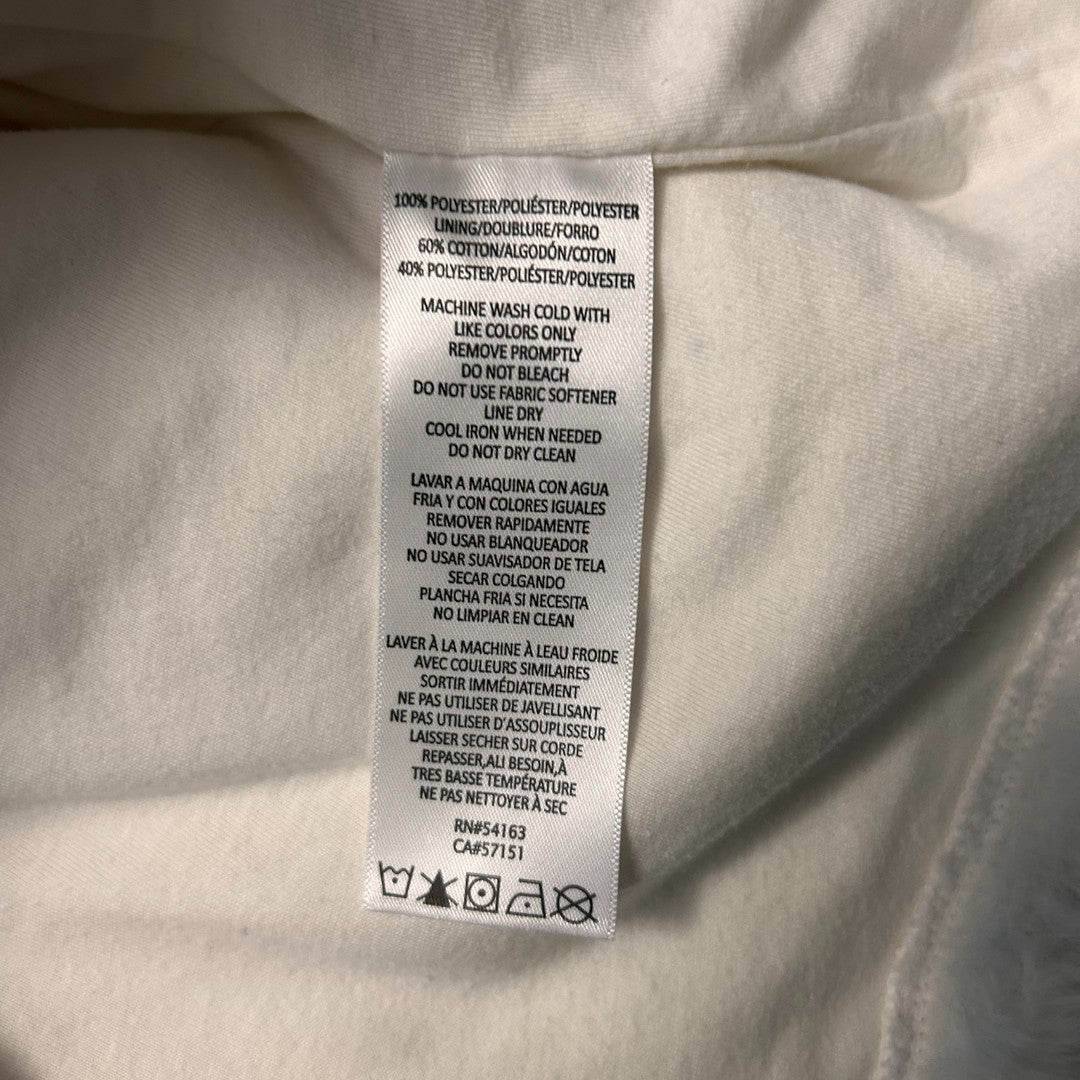 100% POLYESTER/POLIÉSTER/POLYESTER
LINING/DOUBLURE/FORRO
60% COTTON/ALGODÓN/COTON
40% POLYESTER/POLIÉSTER/POLYESTER
MACHINE WASH COLD WITH
LIKE COLORS ONLY
REMOVE PROMPTLY
DO NOT BLEACH
DO NOT USE FABRIC SOFTENER
LINE DRY
COOL IRON WHEN NEEDED
DO NOT DRY CLEAN
LAVAR A MAQUINA CON AGUA
FRIA Y CON COLORES IGUALES
REMOVER RAPIDAMENTE
NO USAR BLANQUEADOR
NO USAR SUAVISADOR DE TELA
SECAR COLGANDO
PLANCHA FRIA SI NECESITA
NO LIMPIAR EN CLEAN
LAVER À LA MACHINE À LEAU FROIDE
AVEC COULEURS SIMILAIRES
SORTIR IMMÉDIATEMENT
NE PAS UTILISER DE JAVELLISANT
NE PAS UTILISER D'ASSOUPLISSEUR
LAISSER SECHER SUR CORDE
REPASSER,ALI BESOIN,À
TRES BASSE TEMPÉRATURE
NE PAS NETTOYER À SEC
RN#54163
CA#57151